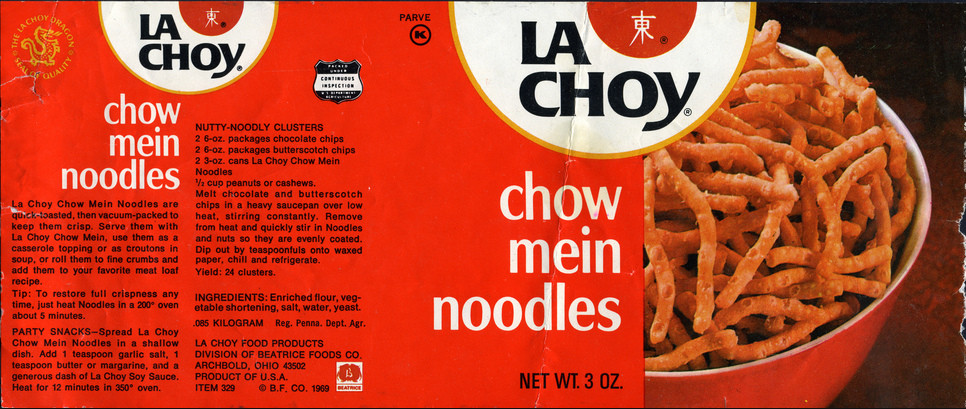 THE LA CHOY DRAGON
SEAL OF QUALITY
LA
CHOY®
東
®
chow
mein
noodles
La Choy Chow Mein Noodles are
quick-toasted, then vacuum-packed to
keep them crisp. Serve them with
La Choy Chow Mein, use them as a
casserole topping or as croutons in
soup, or roll them to fine crumbs and
add them to your favorite meat loaf
recipe.
Tip: To restore full crispness any
time, just heat Noodles in a 200° oven
about 5 minutes.
PARTY SNACKS—Spread La Choy
Chow Mein Noodles in a shallow
dish. Add 1 teaspoon garlic salt, 1
teaspoon butter or margarine, and a
generous dash of La Choy Soy Sauce.
Heat for 12 minutes in 350° oven.
PACKED
UNDER
CONTINUOUS
INSPECTION
U.S. DEPARTMENT
AGRICULTURE
NUTTY-NOODLY CLUSTERS
2 6-oz. packages chocolate chips
2 6-oz. packages butterscotch chips
2 3-oz. cans La Choy Chow Mein
Noodles
½ cup peanuts or cashews.
Melt chocolate and butterscotch
chips in a heavy saucepan over low
heat, stirring constantly. Remove
from heat and quickly stir in Noodles
and nuts so they are evenly coated.
Dip out by teaspoonfuls onto waxed
paper, chill and refrigerate.
Yield: 24 clusters.
INGREDIENTS: Enriched flour, veg-
etable shortening, salt, water, yeast.
.085 KILOGRAM Reg. Penna. Dept. Agr.
LA CHOY FOOD PRODUCTS
DIVISION OF BEATRICE FOODS CO.
ARCHBOLD, OHIO 43502
PRODUCT OF U.S.A.
ITEM 329 © B.F. CO. 1969
BEATRICE
PARVE
K
LA
CHOY®
東
®
chow
mein
noodles
NET WT. 3 OZ.